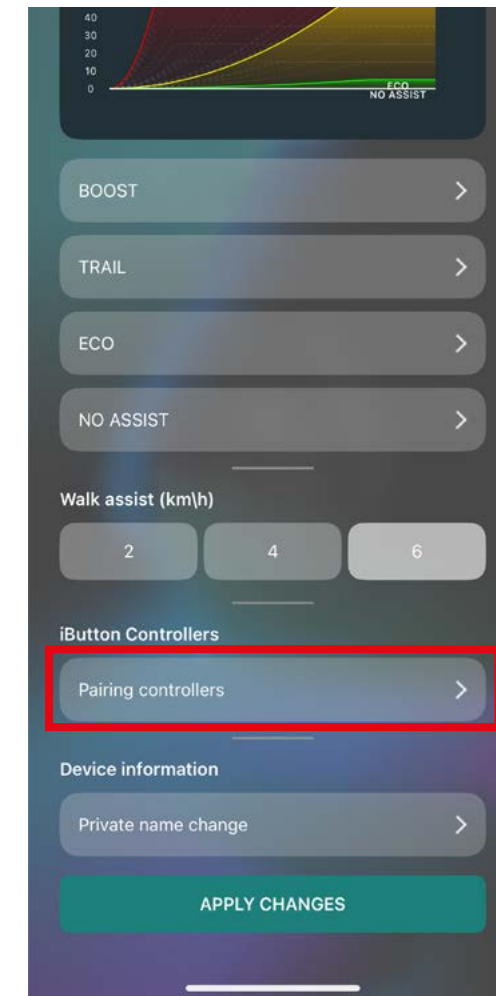 40
30
20
10
0
ECO
NO ASSIST
BOOST
TRAIL
ECO
NO ASSIST
Walk assist (km\h)
2 4 6
iButton Controllers
Pairing controllers
Device information
Private name change
APPLY CHANGES